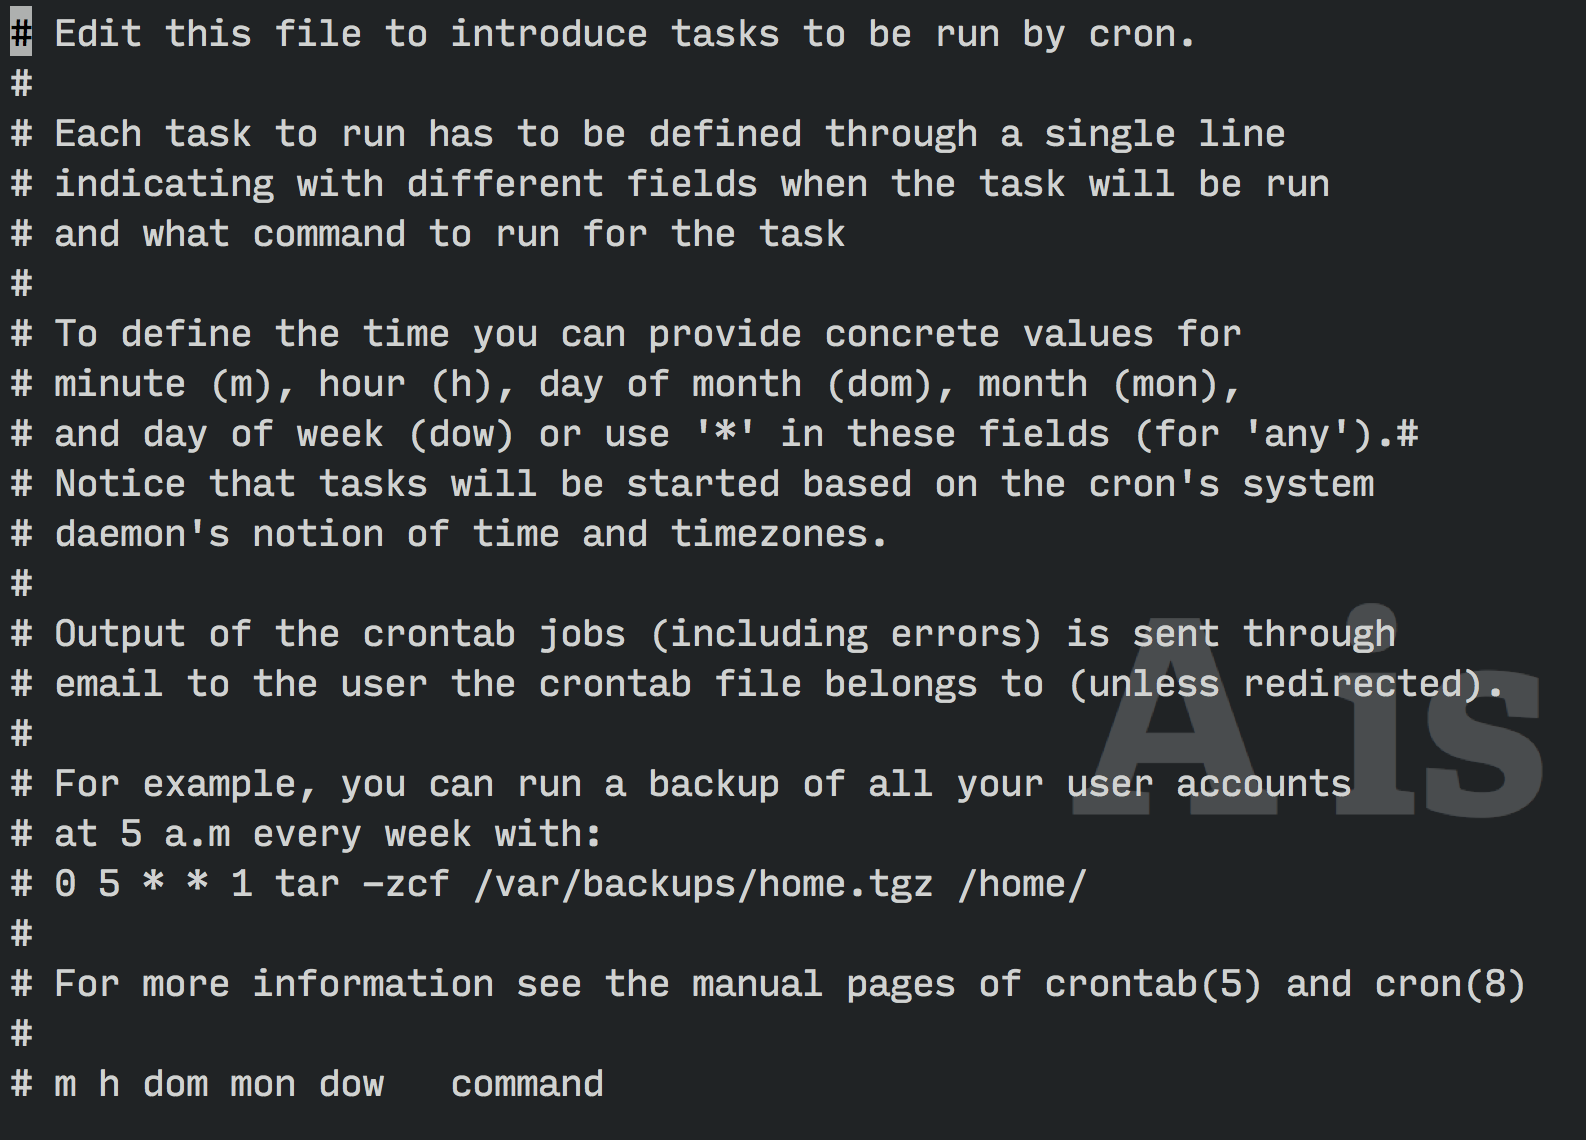 # Edit this file to introduce tasks to be run by cron.
#
# Each task to run has to be defined through a single line
# indicating with different fields when the task will be run
# and what command to run for the task
#
# To define the time you can provide concrete values for
# minute (m), hour (h), day of month (dom), month (mon),
# and day of week (dow) or use '*' in these fields (for 'any').#
# Notice that tasks will be started based on the cron's system
# daemon's notion of time and timezones.
#
# Output of the crontab jobs (including errors) is sent through
# email to the user the crontab file belongs to (unless redirected).
#
# For example, you can run a backup of all your user accounts
# at 5 a.m every week with:
# 0 5 * * 1 tar -zcf /var/backups/home.tgz /home/
#
# For more information see the manual pages of crontab(5) and cron(8)
#
# m h dom mon dow   command
A is